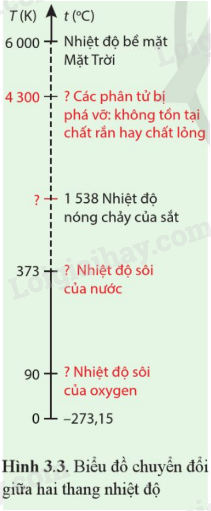 T (K) t (ºC)
6 000 Nhiệt độ bề mặt
Mặt Trời
4 300 ? Các phân tử bị
phá vỡ: không tồn tại
chất rắn hay chất lỏng
? 1 538 Nhiệt độ
nóng chảy của sắt
373 ? Nhiệt độ sôi
của nước
90 ? Nhiệt độ sôi
của oxygen
0 –273,15
Hình 3.3. Biểu đồ chuyển đổi
giữa hai thang nhiệt độ
Loigiaihay.com